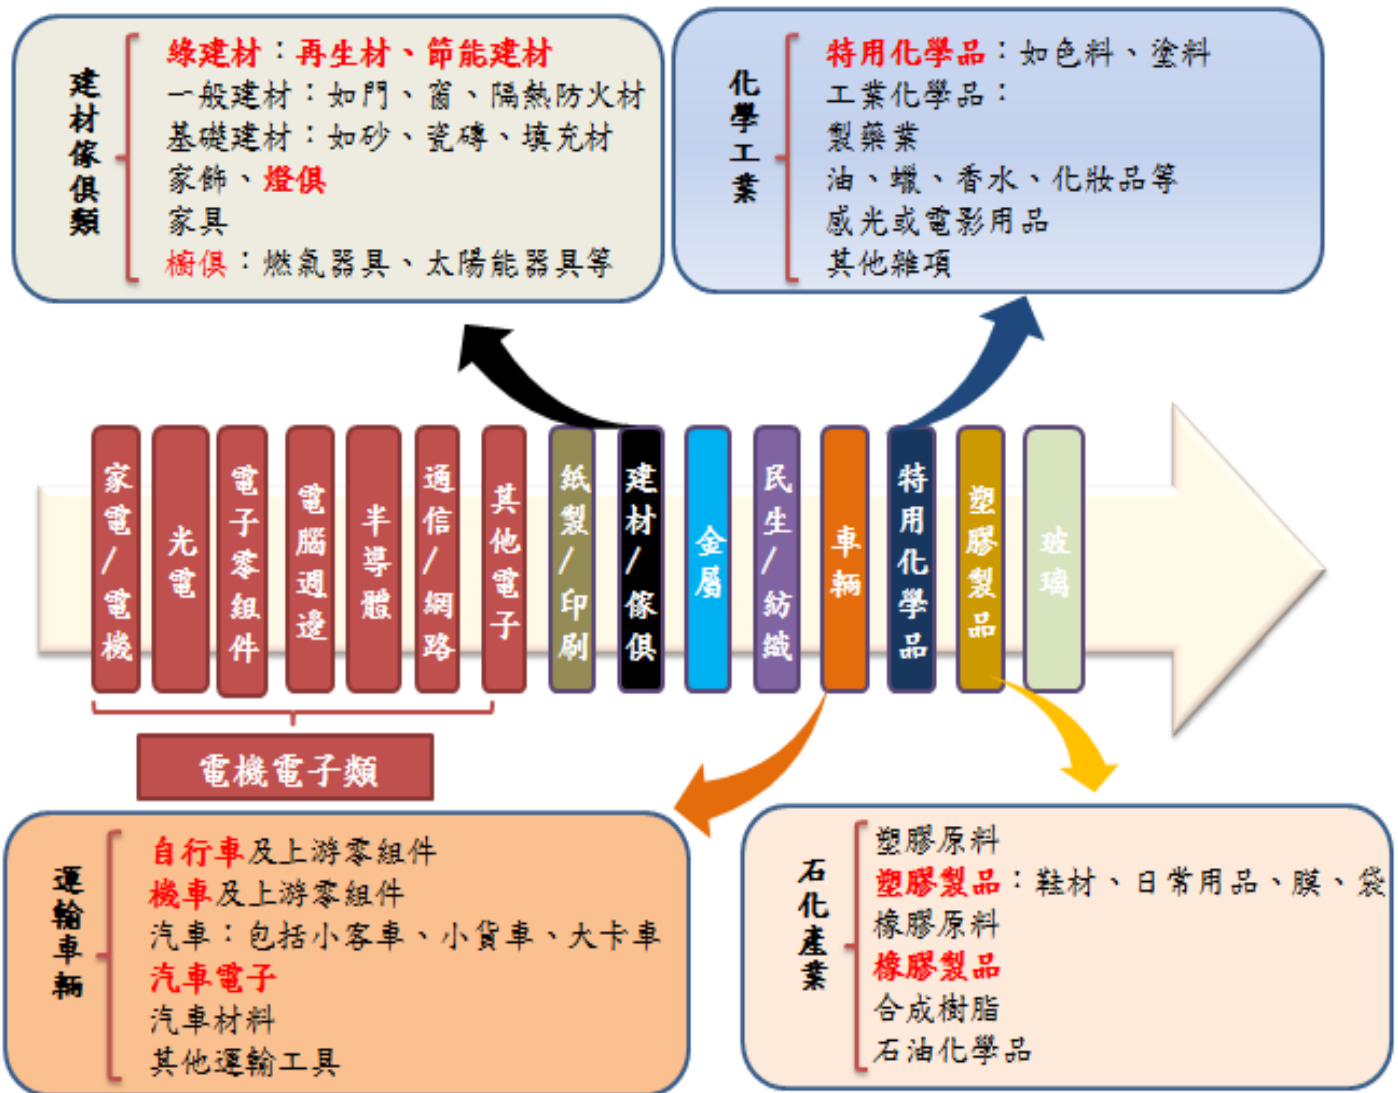 建材傢俱類
綠建材：再生材、節能建材
一般建材：如門、窗、隔熱防火材
基礎建材：如砂、瓷磚、填充材
家飾、燈俱
家具
櫥俱：燃氣器具、太陽能器具等
化學工業
特用化學品：如色料、塗料
工業化學品：
製藥業
油、蠟、香水、化妝品等
感光或電影用品
其他雜項
家電/電機
光電
電子零組件
電腦週邊
半導體
通信/網路
其他電子
紙製/印刷
建材/傢俱
金屬
民生/紡織
車輛
特用化學品
塑膠製品
玻璃
電機電子類
運輸車輛
自行車及上游零組件
機車及上游零組件
汽車：包括小客車、小貨車、大卡車
汽車電子
汽車材料
其他運輸工具
石化產業
塑膠原料
塑膠製品：鞋材、日常用品、膜、袋
橡膠原料
橡膠製品
合成樹脂
石油化學品